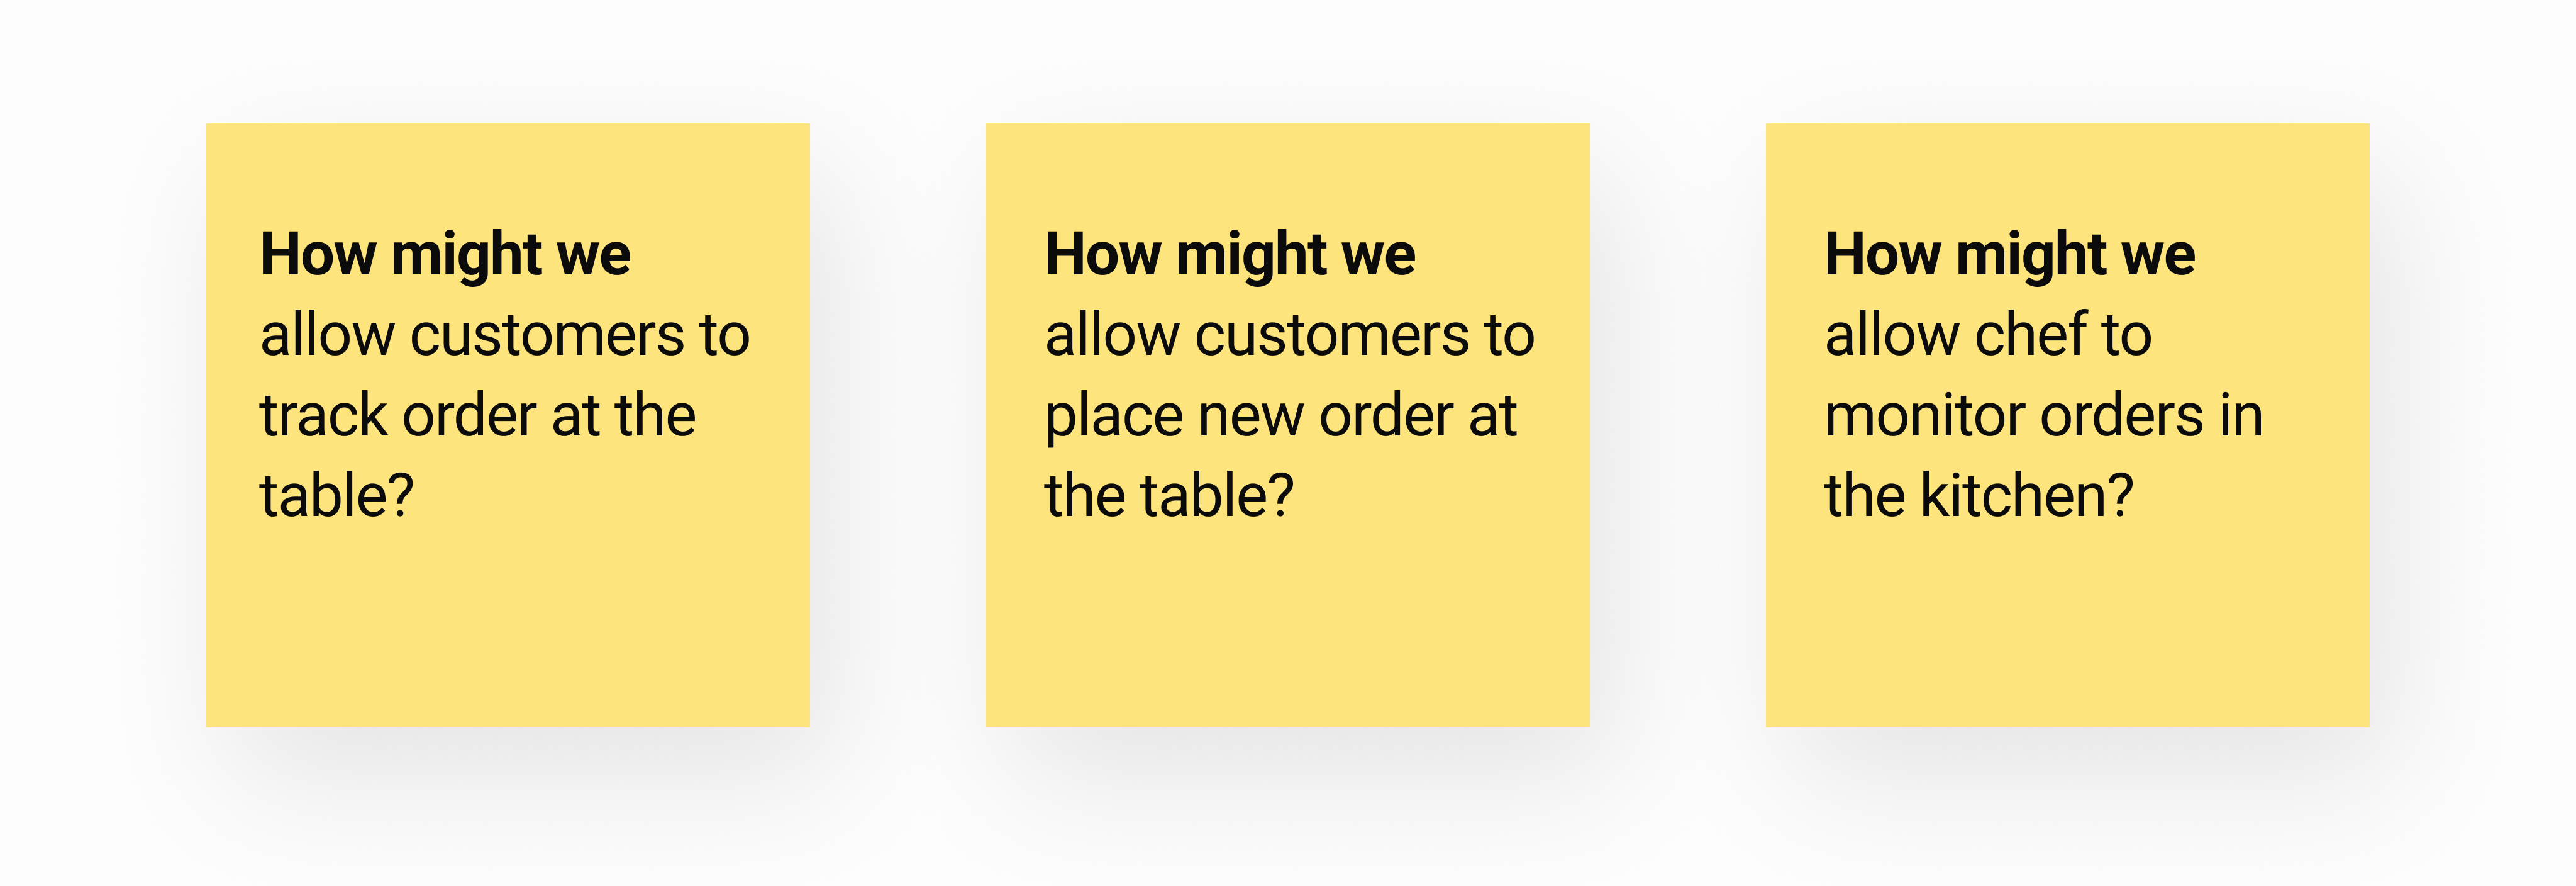 How might we
allow customers to
track order at the
table?
How might we
allow customers to
place new order at
the table?
How might we
allow chef to
monitor orders in
the kitchen?